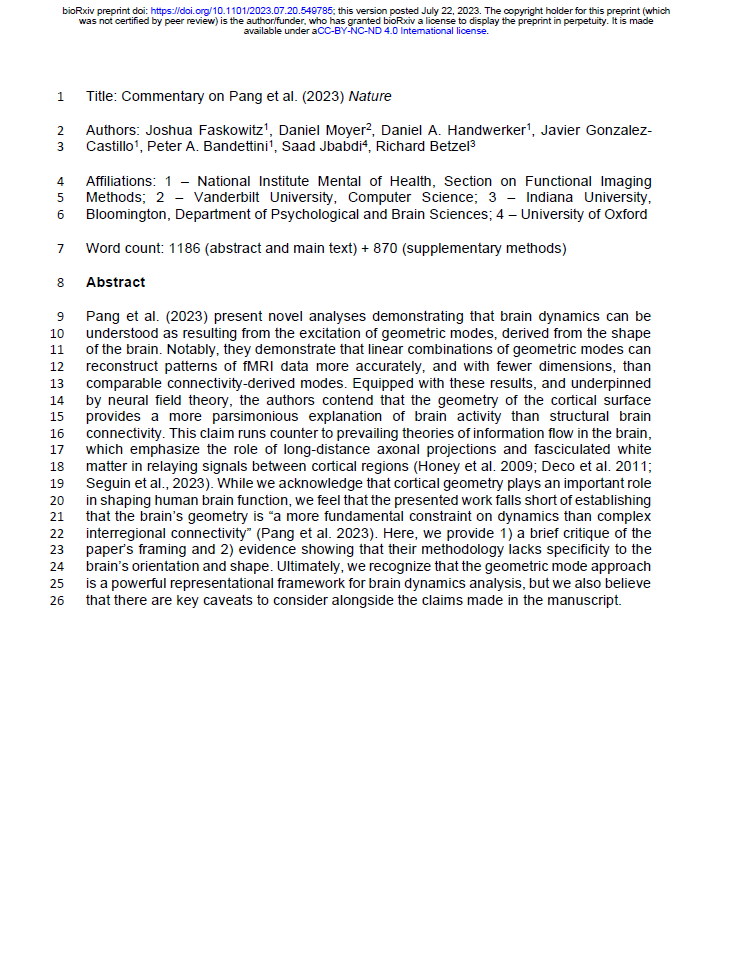 bioRxiv preprint doi: https://doi.org/10.1101/2023.07.20.549785; this version posted July 22, 2023. The copyright holder for this preprint (which
was not certified by peer review) is the author/funder, who has granted bioRxiv a license to display the preprint in perpetuity. It is made
available under aCC-BY-NC-ND 4.0 International license.
1 Title: Commentary on Pang et al. (2023) Nature
2 Authors: Joshua Faskowitz1, Daniel Moyer2, Daniel A. Handwerker1, Javier Gonzalez-
3 Castillo1, Peter A. Bandettini1, Saad Jbabdi4, Richard Betzel3
4 Affiliations: 1 – National Institute Mental of Health, Section on Functional Imaging
5 Methods; 2 – Vanderbilt University, Computer Science; 3 – Indiana University,
6 Bloomington, Department of Psychological and Brain Sciences; 4 – University of Oxford
7 Word count: 1186 (abstract and main text) + 870 (supplementary methods)
8 Abstract
9 Pang et al. (2023) present novel analyses demonstrating that brain dynamics can be
10 understood as resulting from the excitation of geometric modes, derived from the shape
11 of the brain. Notably, they demonstrate that linear combinations of geometric modes can
12 reconstruct patterns of fMRI data more accurately, and with fewer dimensions, than
13 comparable connectivity-derived modes. Equipped with these results, and underpinned
14 by neural field theory, the authors contend that the geometry of the cortical surface
15 provides a more parsimonious explanation of brain activity than structural brain
16 connectivity. This claim runs counter to prevailing theories of information flow in the brain,
17 which emphasize the role of long-distance axonal projections and fasciculated white
18 matter in relaying signals between cortical regions (Honey et al. 2009; Deco et al. 2011;
19 Seguin et al., 2023). While we acknowledge that cortical geometry plays an important role
20 in shaping human brain function, we feel that the presented work falls short of establishing
21 that the brain's geometry is “a more fundamental constraint on dynamics than complex
22 interregional connectivity” (Pang et al. 2023). Here, we provide 1) a brief critique of the
23 paper's framing and 2) evidence showing that their methodology lacks specificity to the
24 brain's orientation and shape. Ultimately, we recognize that the geometric mode approach
25 is a powerful representational framework for brain dynamics analysis, but we also believe
26 that there are key caveats to consider alongside the claims made in the manuscript.